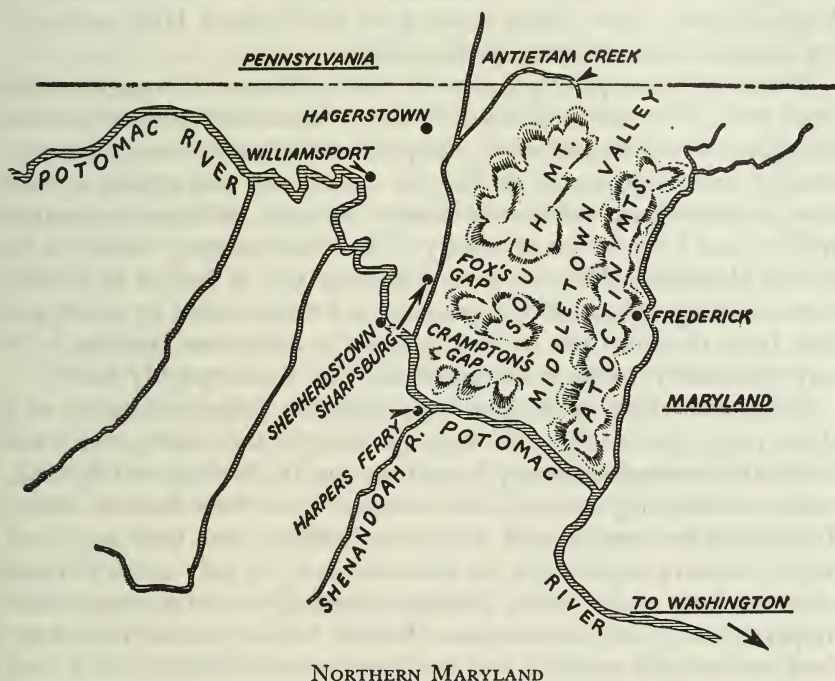 PENNSYLVANIA
ANTIETAM CREEK
HAGERSTOWN
POTOMAC RIVER
WILLIAMSPORT
SOUTH MT.
MIDDLETOWN VALLEY
CATOCTIN MTS.
FOX'S
GAP
FREDERICK
CRAMPTON'S
GAP
SHEPHERDSTOWN
SHARPSBURG
MARYLAND
HARPERS FERRY
SHENANDOAH R.
POTOMAC
RIVER
TO WASHINGTON
NORTHERN MARYLAND